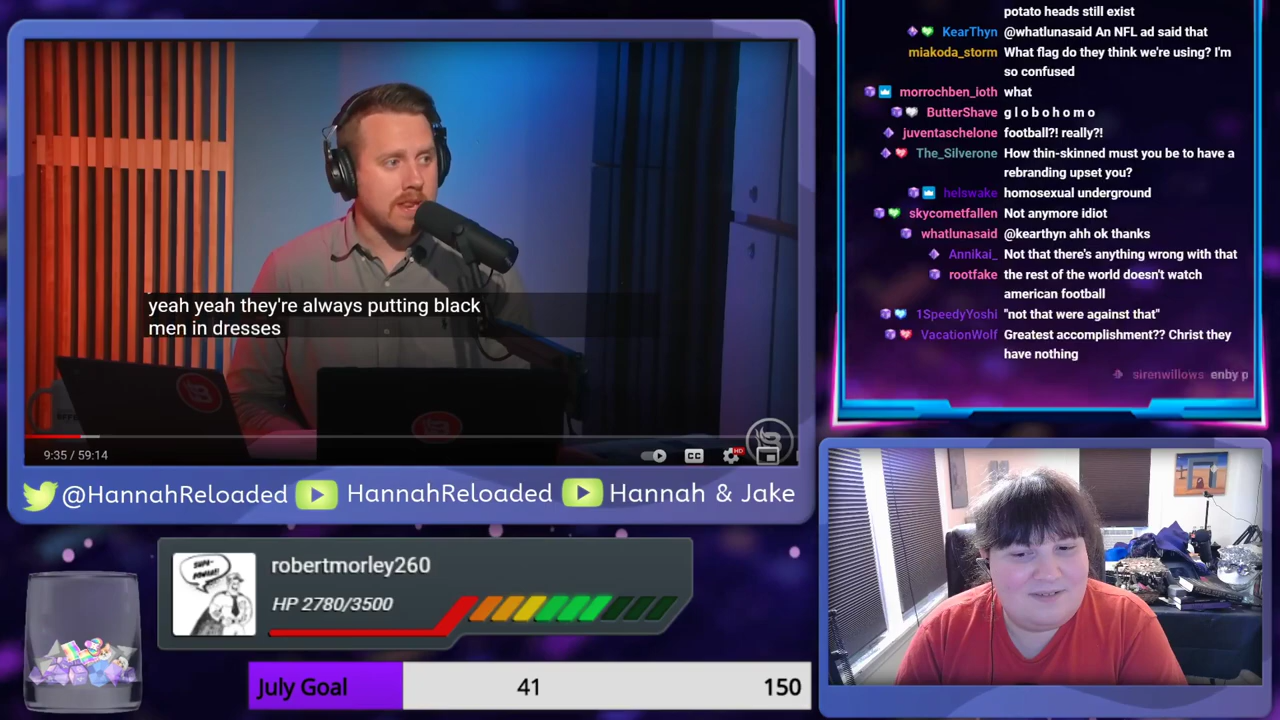 yeah yeah they're always putting black
men in dresses
9:35 / 59:14
CC
HD
@HannahReloaded
HannahReloaded
Hannah & Jake
robertmorley260
HP 2780/3500
July Goal
41
150
potato heads still exist
KearThyn @whatlunasaid An NFL ad said that
miakoda_storm What flag do they think we're using? I'm
so confused
morrochben_ioth what
ButterShave g l o b o h o m o
juventaschelone football?! really?!
The_Silverone How thin-skinned must you be to have a
rebranding upset you?
helswake homosexual underground
skycometfallen Not anymore idiot
whatlunasaid @kearthyn ahh ok thanks
Annikai_ Not that there's anything wrong with that
rootfake the rest of the world doesn't watch
american football
1SpeedyYoshi "not that were against that"
VacationWolf Greatest accomplishment?? Christ they
have nothing
sirenwillows enby p